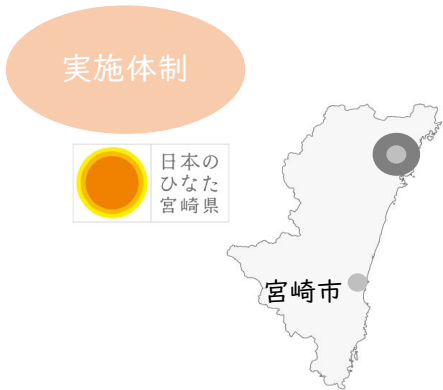 実施体制
日本の
ひなた
宮崎県
宮崎市